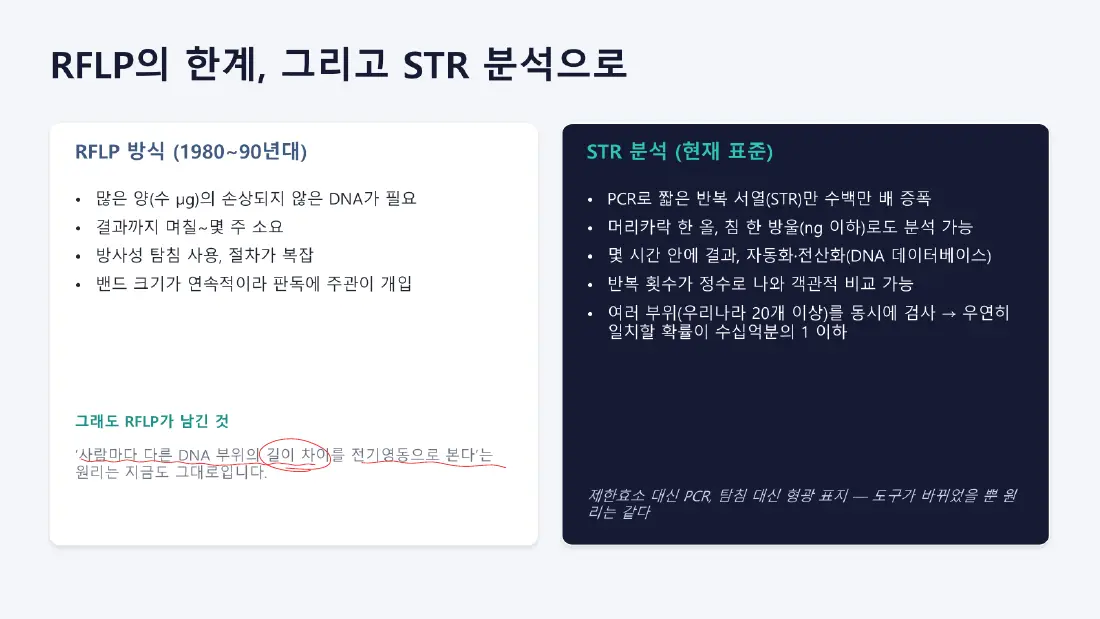 RFLP의 한계, 그리고 STR 분석으로
RFLP 방식 (1980~90년대)
• 많은 양(수 µg)의 손상되지 않은 DNA가 필요
• 결과까지 며칠~몇 주 소요
• 방사성 탐침 사용, 절차가 복잡
• 밴드 크기가 연속적이라 판독에 주관이 개입
그래도 RFLP가 남긴 것
'사람마다 다른 DNA 부위의 길이 차이를 전기영동으로 본다'는
원리는 지금도 그대로입니다.
STR 분석 (현재 표준)
• PCR로 짧은 반복 서열(STR)만 수백만 배 증폭
• 머리카락 한 올, 침 한 방울(ng 이하)로도 분석 가능
• 몇 시간 안에 결과, 자동화·전산화(DNA 데이터베이스)
• 반복 횟수가 정수로 나와 객관적 비교 가능
• 여러 부위(우리나라 20개 이상)를 동시에 검사 → 우연히
일치할 확률이 수십억분의 1 이하
제한효소 대신 PCR, 탐침 대신 형광 표지 — 도구가 바뀌었을 뿐 원
리는 같다